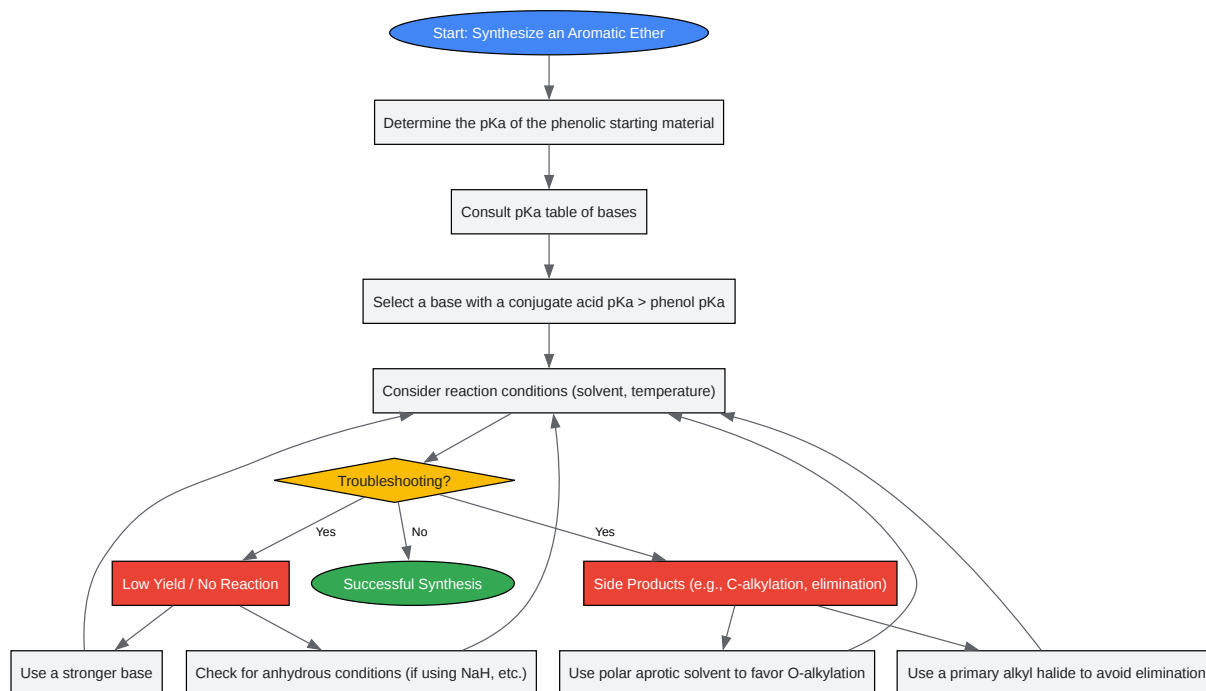 Start: Synthesize an Aromatic Ether
Determine the pKa of the phenolic starting material
Consult pKa table of bases
Select a base with a conjugate acid pKa > phenol pKa
Consider reaction conditions (solvent, temperature)
Troubleshooting?
Yes
No
Yes
Low Yield / No Reaction
Successful Synthesis
Side Products (e.g., C-alkylation, elimination)
Use a stronger base
Check for anhydrous conditions (if using NaH, etc.)
Use polar aprotic solvent to favor O-alkylation
Use a primary alkyl halide to avoid elimination